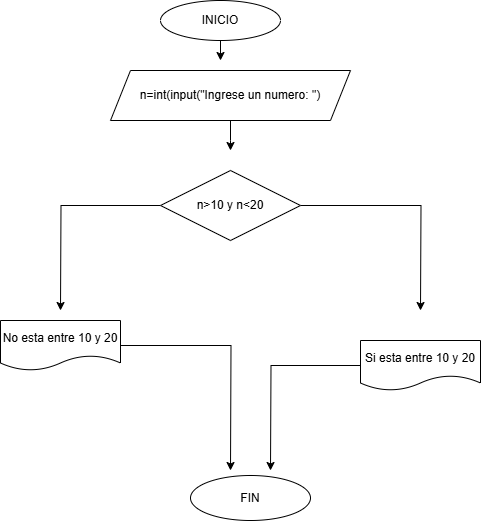 INICIO
n=int(input("Ingrese un numero: ")
n>10 y n<20
No esta entre 10 y 20
Si esta entre 10 y 20
FIN